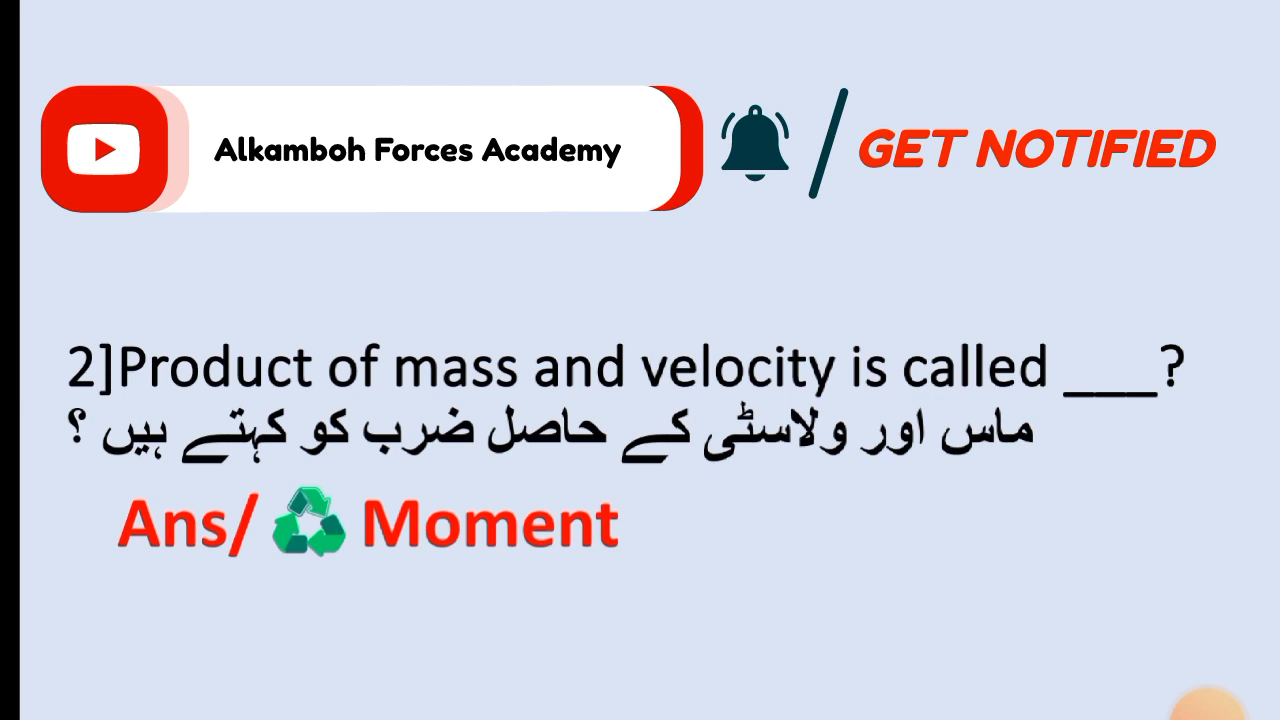 Alkamboh Forces Academy
GET NOTIFIED
2]Product of mass and velocity is called ___?
ماس اور ولاسٹی کے حاصل ضرب کو کہتے ہیں ؟
Ans/ ♻ Moment